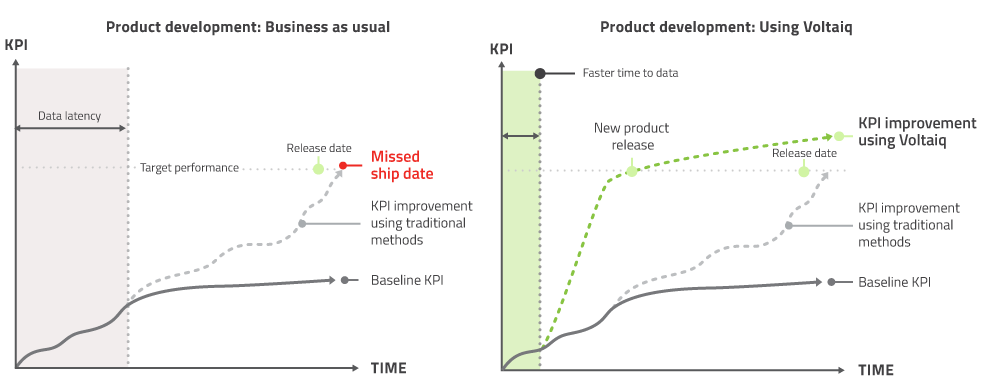 Product development: Business as usual
KPI
Data latency
Release date
Target performance
Missed
ship date
KPI improvement
using traditional
methods
Baseline KPI
TIME
Product development: Using Voltaiq
KPI
Faster time to data
New product
release
KPI improvement
using Voltaiq
Release date
KPI improvement
using traditional
methods
Baseline KPI
TIME